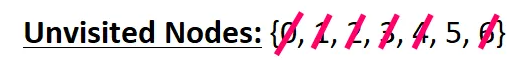 Unvisited Nodes: {0, 1, 2, 3, 4, 5, 6}